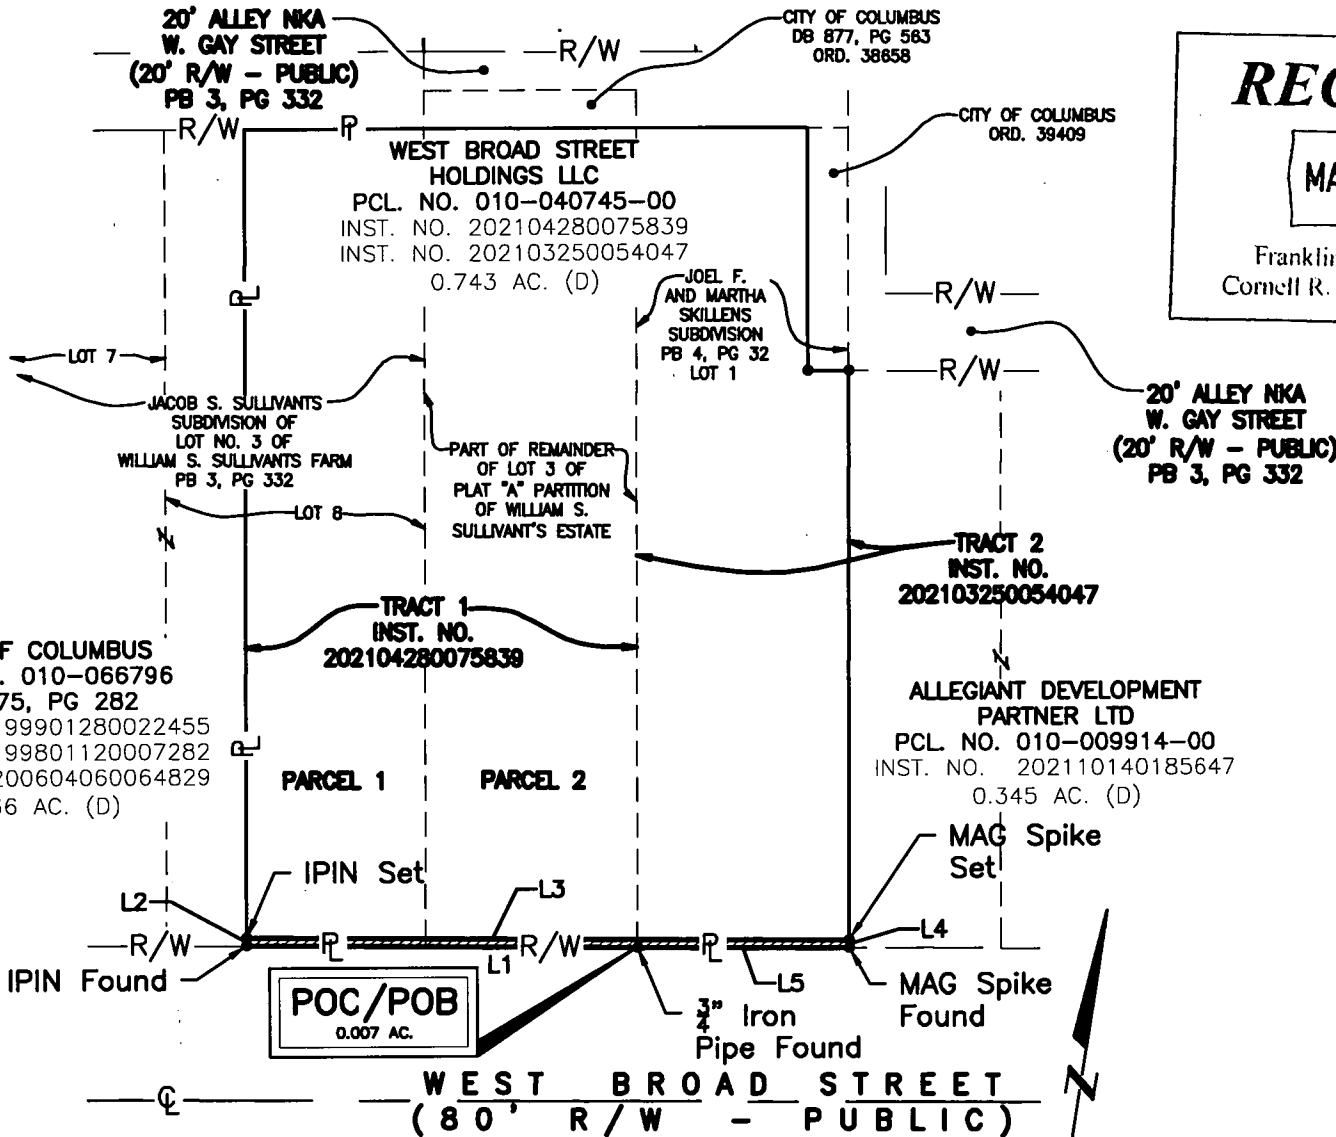 20' ALLEY NKA
W. GAY STREET
(20' R/W - PUBLIC)
PB 3, PG 332
R/W
CITY OF COLUMBUS
DB 877, PG 563
ORD. 38658
R/W
CITY OF COLUMBUS
ORD. 39409
WEST BROAD STREET
HOLDINGS LLC
PCL. NO. 010-040745-00
INST. NO. 202104280075839
INST. NO. 202103250054047
0.743 AC. (D)
Cornell R.
JOEL F.
AND MARTHA
SKILLENS
SUBDIVISION
PB 4, PG 32
LOT 1
R/W
R/W
20' ALLEY NKA
W. GAY STREET
(20' R/W - PUBLIC)
PB 3, PG 332
LOT 7
JACOB S. SULLIVANTS
SUBDIVISION OF
LOT NO. 3 OF
WILLIAM S. SULLIVANTS FARM
PB 3, PG 332
PART OF REMAINDER
OF LOT 3 OF
PLAT "A" PARTITION
OF WILLIAM S.
SULLIVANT'S ESTATE
LOT 8
TRACT 2
INST. NO.
202103250054047
TRACT 1
INST. NO.
202104280075839
F COLUMBUS
. 010-066796
75, PG 282
99901280022455
99801120007282
200604060064829
6 AC. (D)
ALLEGIANT DEVELOPMENT
PARTNER LTD
PCL. NO. 010-009914-00
INST. NO. 202110140185647
0.345 AC. (D)
PARCEL 1
PARCEL 2
MAG Spike
Set
IPIN Set
L2
L3
L4
R/W
PL
L1
R/W
PL
L5
IPIN Found
POC/POB
0.007 AC.
3/4" Iron
Pipe Found
MAG Spike
Found
N
WEST BROAD STREET
(80' R/W - PUBLIC)
CL